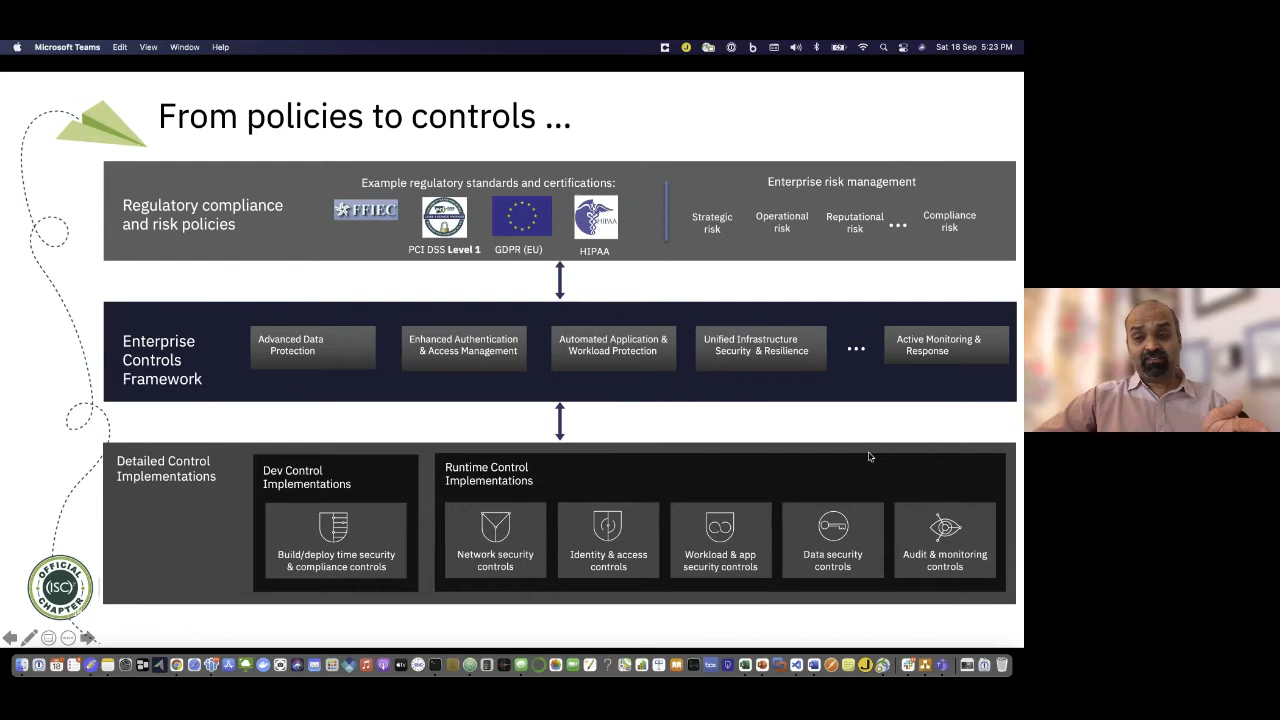 Microsoft Teams Edit View Window Help
Sat 18 Sep 5:23 PM
From policies to controls ...
Regulatory compliance
and risk policies
Example regulatory standards and certifications:
FFIEC
PCI DSS Level 1
GDPR (EU)
HIPAA
HIPAA
Enterprise risk management
Strategic
risk
Operational
risk
Reputational
risk
...
Compliance
risk
Enterprise
Controls
Framework
Advanced Data
Protection
Enhanced Authentication
& Access Management
Automated Application &
Workload Protection
Unified Infrastructure
Security & Resilience
...
Active Monitoring &
Response
Detailed Control
Implementations
Dev Control
Implementations
Build/deploy time security
& compliance controls
Runtime Control
Implementations
Network security
controls
Identity & access
controls
Workload & app
security controls
Data security
controls
Audit & monitoring
controls
OFFICIAL
(ISC)²
CHAPTER
box